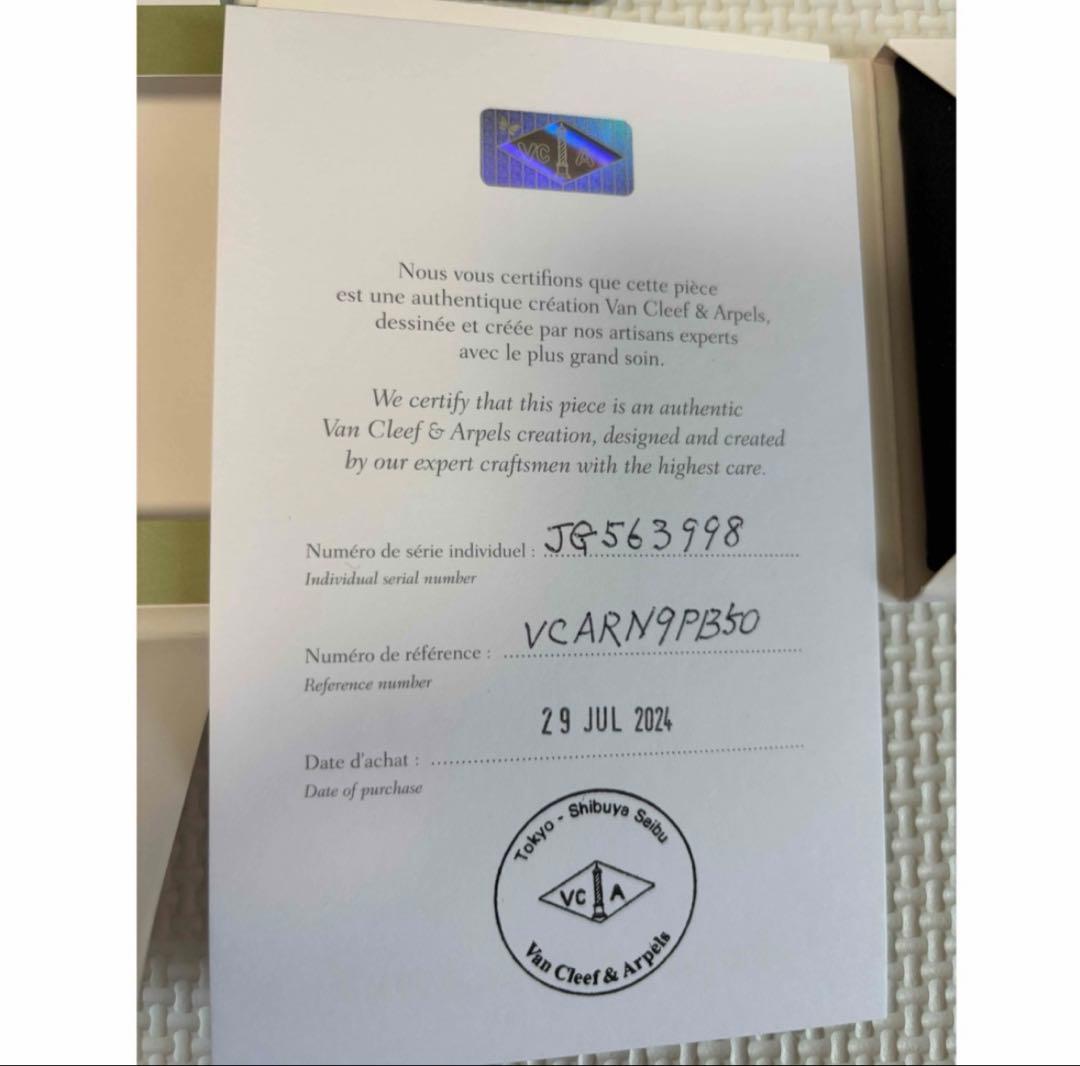 VC A
Nous vous certifions que cette pièce
est une authentique création Van Cleef & Arpels,
dessinée et créée par nos artisans experts
avec le plus grand soin.
We certify that this piece is an authentic
Van Cleef & Arpels creation, designed and created
by our expert craftsmen with the highest care.
Numéro de série individuel : JG563998
Individual serial number
Numéro de référence : VCARN9PB50
Reference number
29 JUL 2024
Date d'achat :
Date of purchase
Tokyo - Shibuya Seibu
VC A
Van Cleef & Arpels